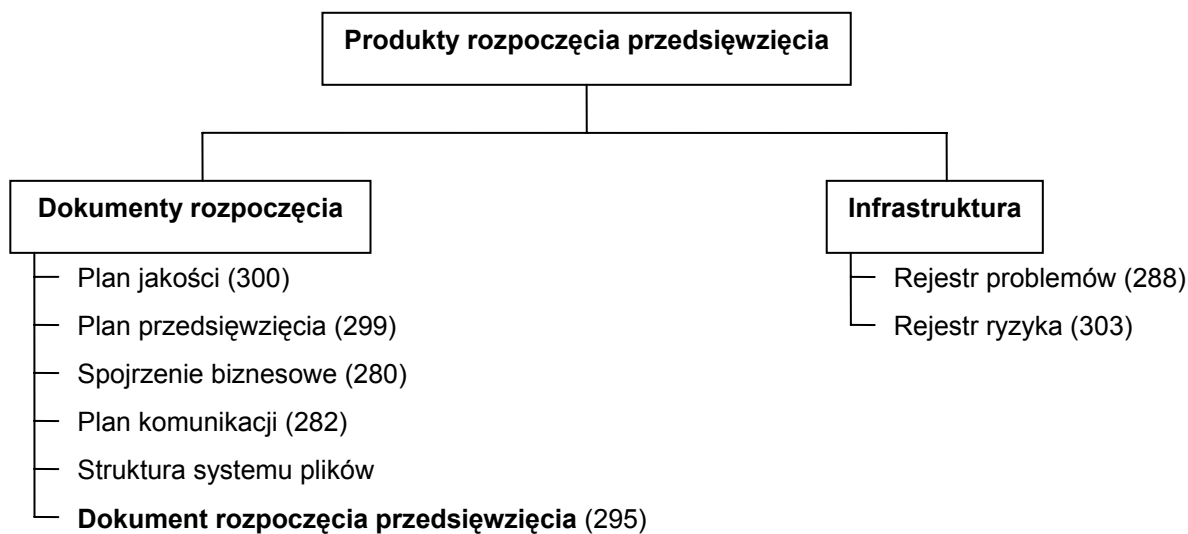 Produkty rozpoczęcia przedsięwzięcia
Dokumenty rozpoczęcia
Plan jakości (300)
Plan przedsięwzięcia (299)
Spojrzenie biznesowe (280)
Plan komunikacji (282)
Struktura systemu plików
Dokument rozpoczęcia przedsięwzięcia (295)
Infrastruktura
Rejestr problemów (288)
Rejestr ryzyka (303)